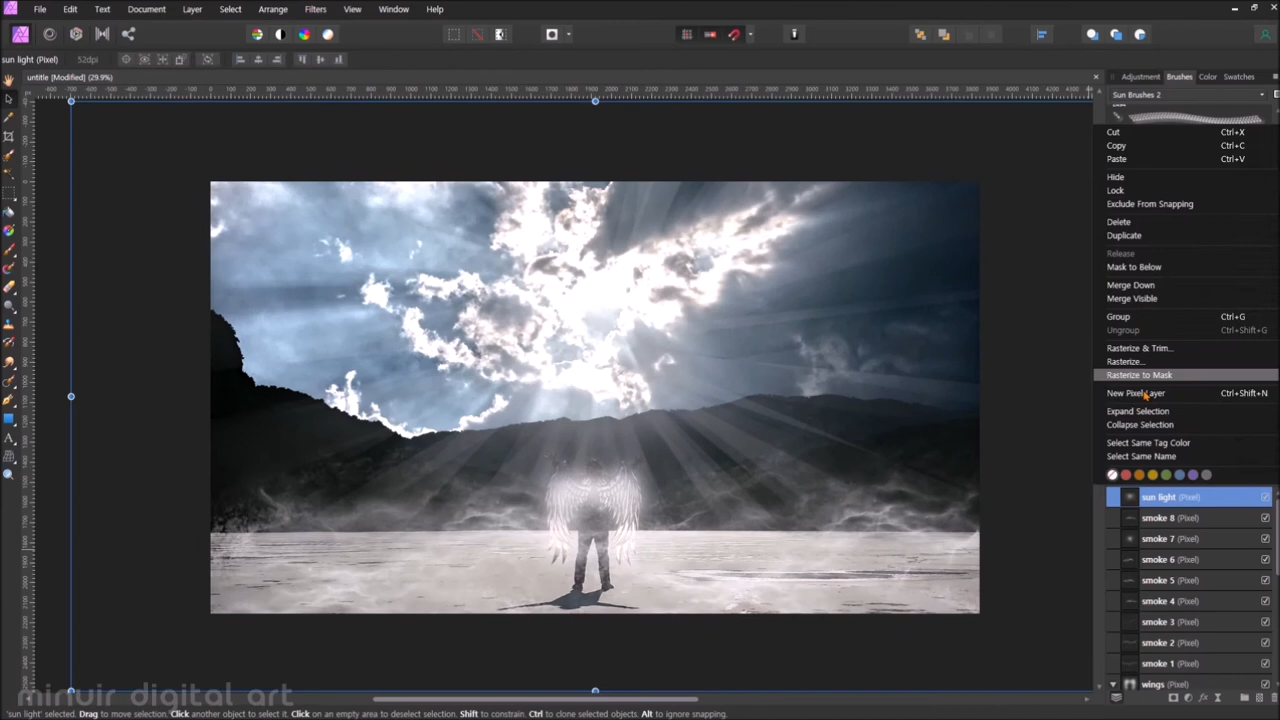 File Edit Text Document Layer Select Arrange Filters View Window Help
sun light (Pixel) 52dpi
untitle [Modified] (29.9%)
Adjustment Brushes Color Swatches
Sun Brushes 2
Cut Ctrl+X
Copy Ctrl+C
Paste Ctrl+V
Hide
Lock
Exclude From Snapping
Delete
Duplicate
Release
Mask to Below
Merge Down
Merge Visible
Group Ctrl+G
Ungroup Ctrl+Shift+G
Rasterize & Trim...
Rasterize...
Rasterize to Mask
New Pixel Layer Ctrl+Shift+N
Expand Selection
Collapse Selection
Select Same Tag Color
Select Same Name
sun light (Pixel)
smoke 8 (Pixel)
smoke 7 (Pixel)
smoke 6 (Pixel)
smoke 5 (Pixel)
smoke 4 (Pixel)
smoke 3 (Pixel)
smoke 2 (Pixel)
smoke 1 (Pixel)
wings (Pixel)
minuir digital art
'sun light' selected. Drag to move selection. Click another object to select it. Click on an empty area to deselect selection. Shift to constrain. Ctrl to clone selected objects. Alt to ignore snapping.